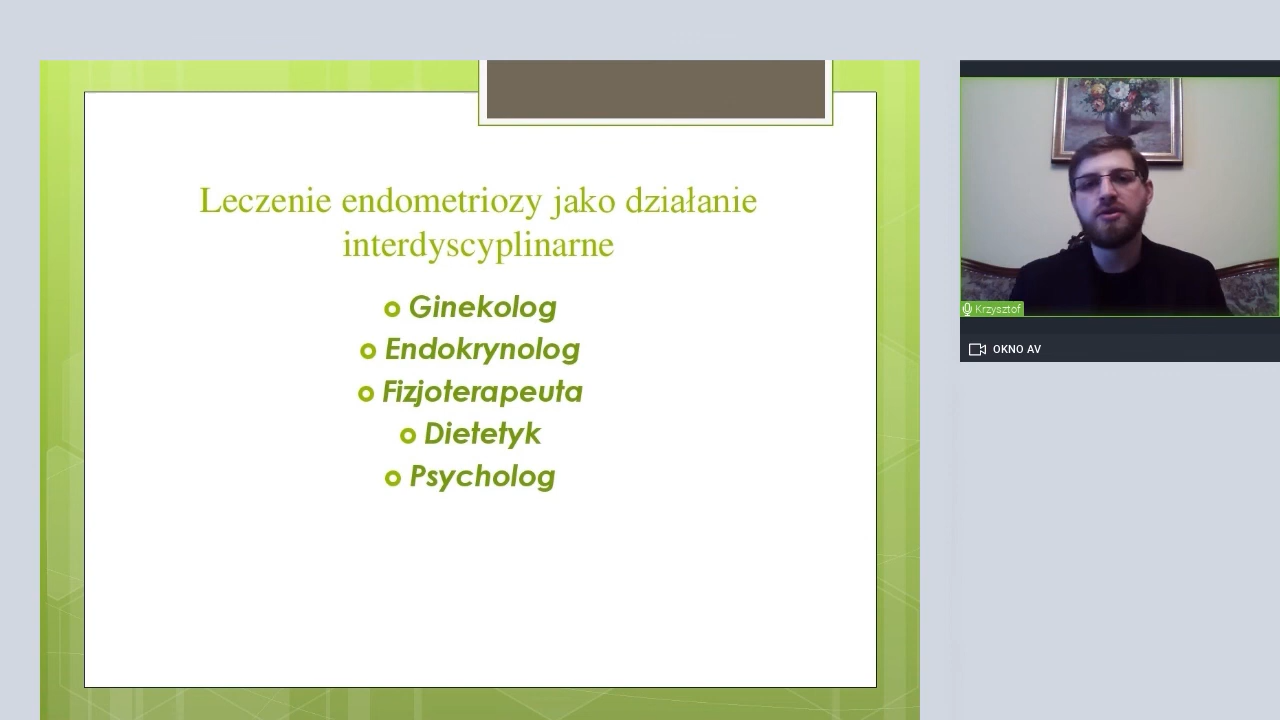 Leczenie endometriozy jako działanie
interdyscyplinarne
Ginekolog
Endokrynolog
Fizjoterapeuta
Dietetyk
Psycholog
Krzysztof
OKNO AV